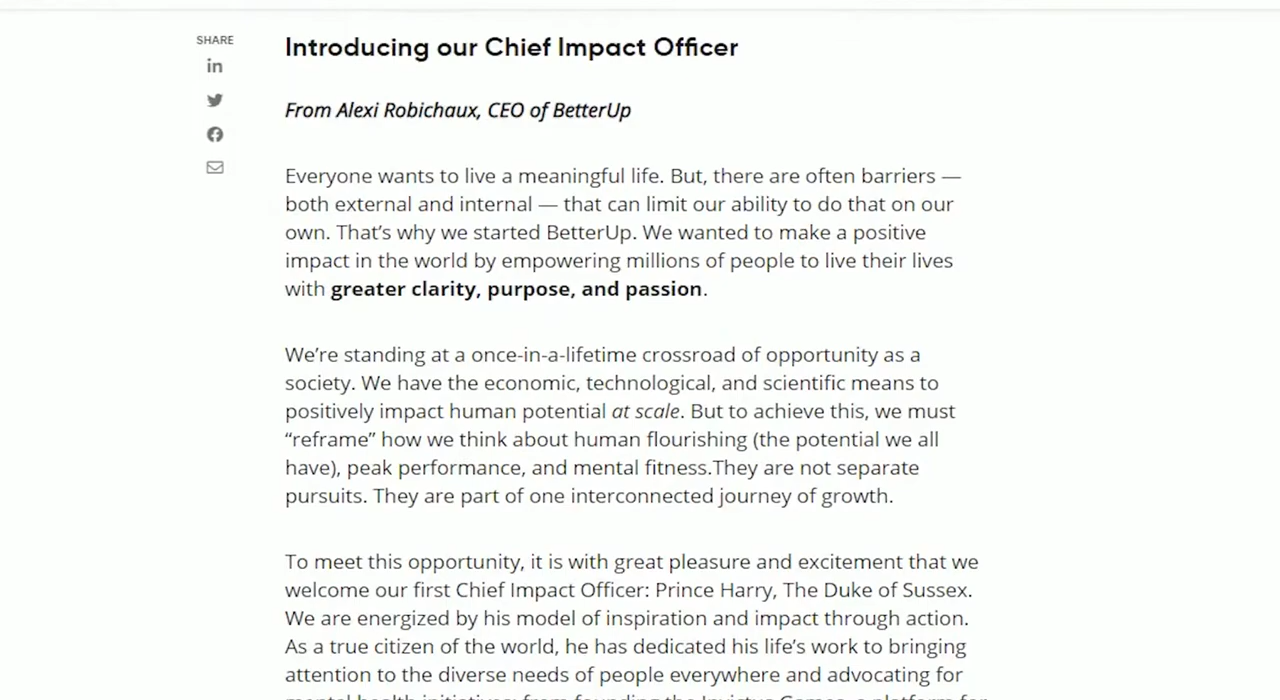 SHARE
Introducing our Chief Impact Officer
From Alexi Robichaux, CEO of BetterUp
Everyone wants to live a meaningful life. But, there are often barriers —
both external and internal — that can limit our ability to do that on our
own. That’s why we started BetterUp. We wanted to make a positive
impact in the world by empowering millions of people to live their lives
with greater clarity, purpose, and passion.
We’re standing at a once-in-a-lifetime crossroad of opportunity as a
society. We have the economic, technological, and scientific means to
positively impact human potential at scale. But to achieve this, we must
“reframe” how we think about human flourishing (the potential we all
have), peak performance, and mental fitness.They are not separate
pursuits. They are part of one interconnected journey of growth.
To meet this opportunity, it is with great pleasure and excitement that we
welcome our first Chief Impact Officer: Prince Harry, The Duke of Sussex.
We are energized by his model of inspiration and impact through action.
As a true citizen of the world, he has dedicated his life’s work to bringing
attention to the diverse needs of people everywhere and advocating for
mental health initiatives: from founding the Invictus Games, a platform for